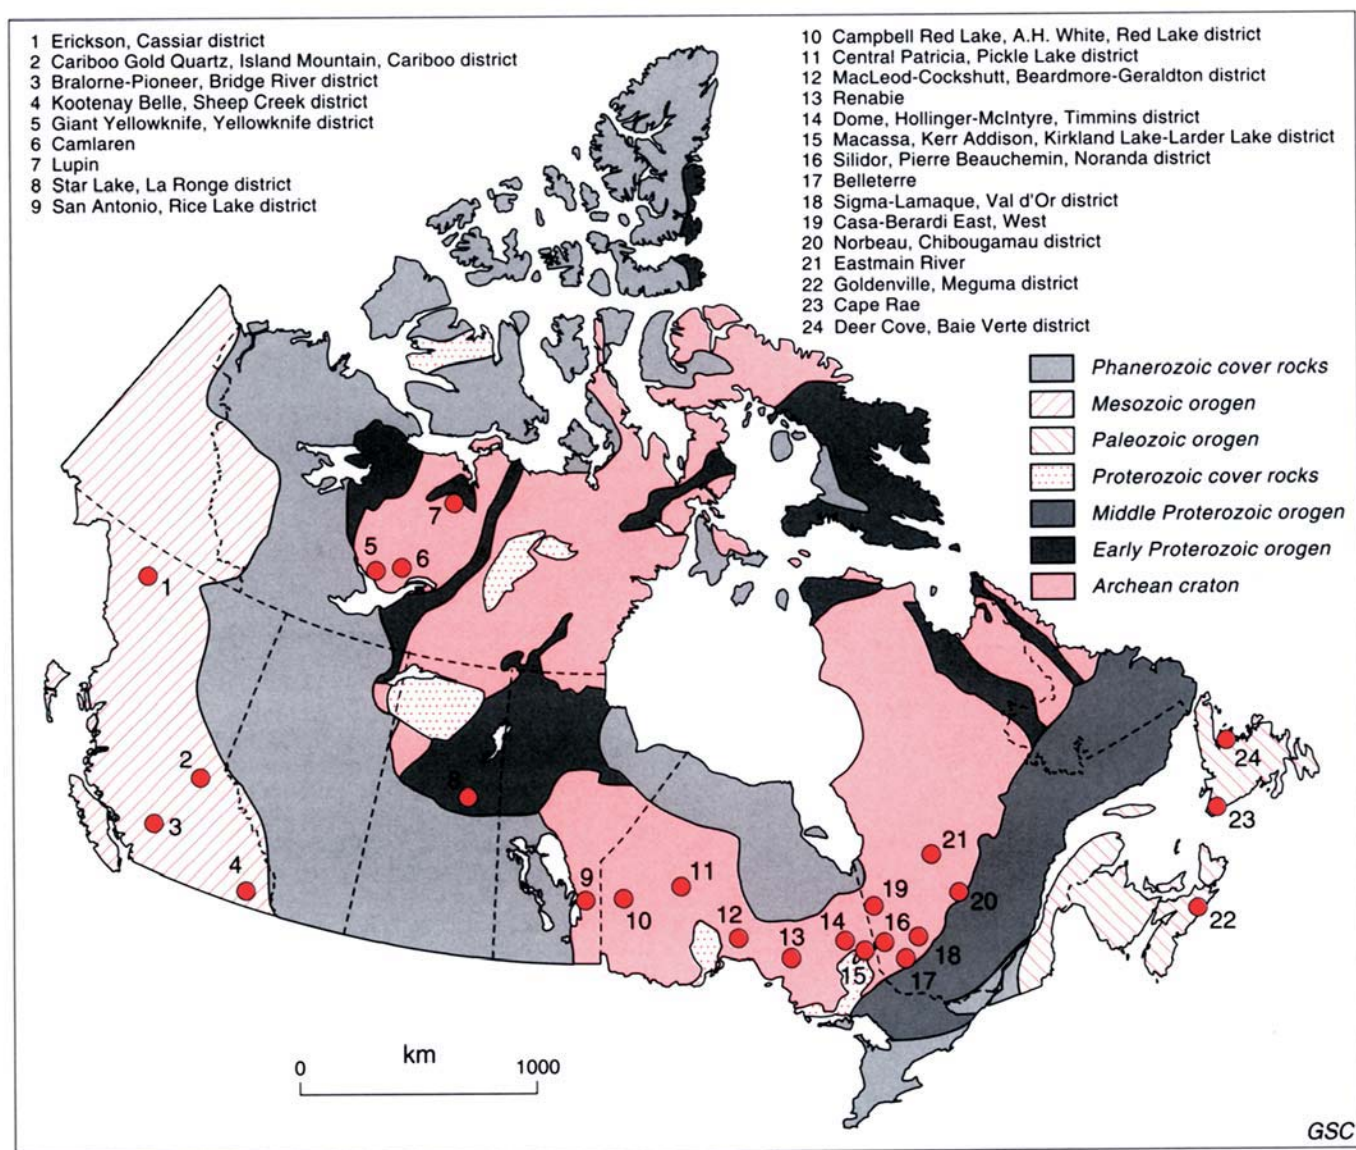 1 Erickson, Cassiar district
2 Cariboo Gold Quartz, Island Mountain, Cariboo district
3 Bralorne-Pioneer, Bridge River district
4 Kootenay Belle, Sheep Creek district
5 Giant Yellowknife, Yellowknife district
6 Camlaren
7 Lupin
8 Star Lake, La Ronge district
9 San Antonio, Rice Lake district
10 Campbell Red Lake, A.H. White, Red Lake district
11 Central Patricia, Pickle Lake district
12 MacLeod-Cockshutt, Beardmore-Geraldton district
13 Renabie
14 Dome, Hollinger-McIntyre, Timmins district
15 Macassa, Kerr Addison, Kirkland Lake-Larder Lake district
16 Silidor, Pierre Beauchemin, Noranda district
17 Belleterre
18 Sigma-Lamaque, Val d'Or district
19 Casa-Berardi East, West
20 Norbeau, Chibougamau district
21 Eastmain River
22 Goldenville, Meguma district
23 Cape Rae
24 Deer Cove, Baie Verte district
Phanerozoic cover rocks
Mesozoic orogen
Paleozoic orogen
Proterozoic cover rocks
Middle Proterozoic orogen
Early Proterozoic orogen
Archean craton
7
5 6
1
2
8
3
4
24
23
21
9
10
11
19
20
22
12
13
14
16
15
18
17
km
0 1000
GSC